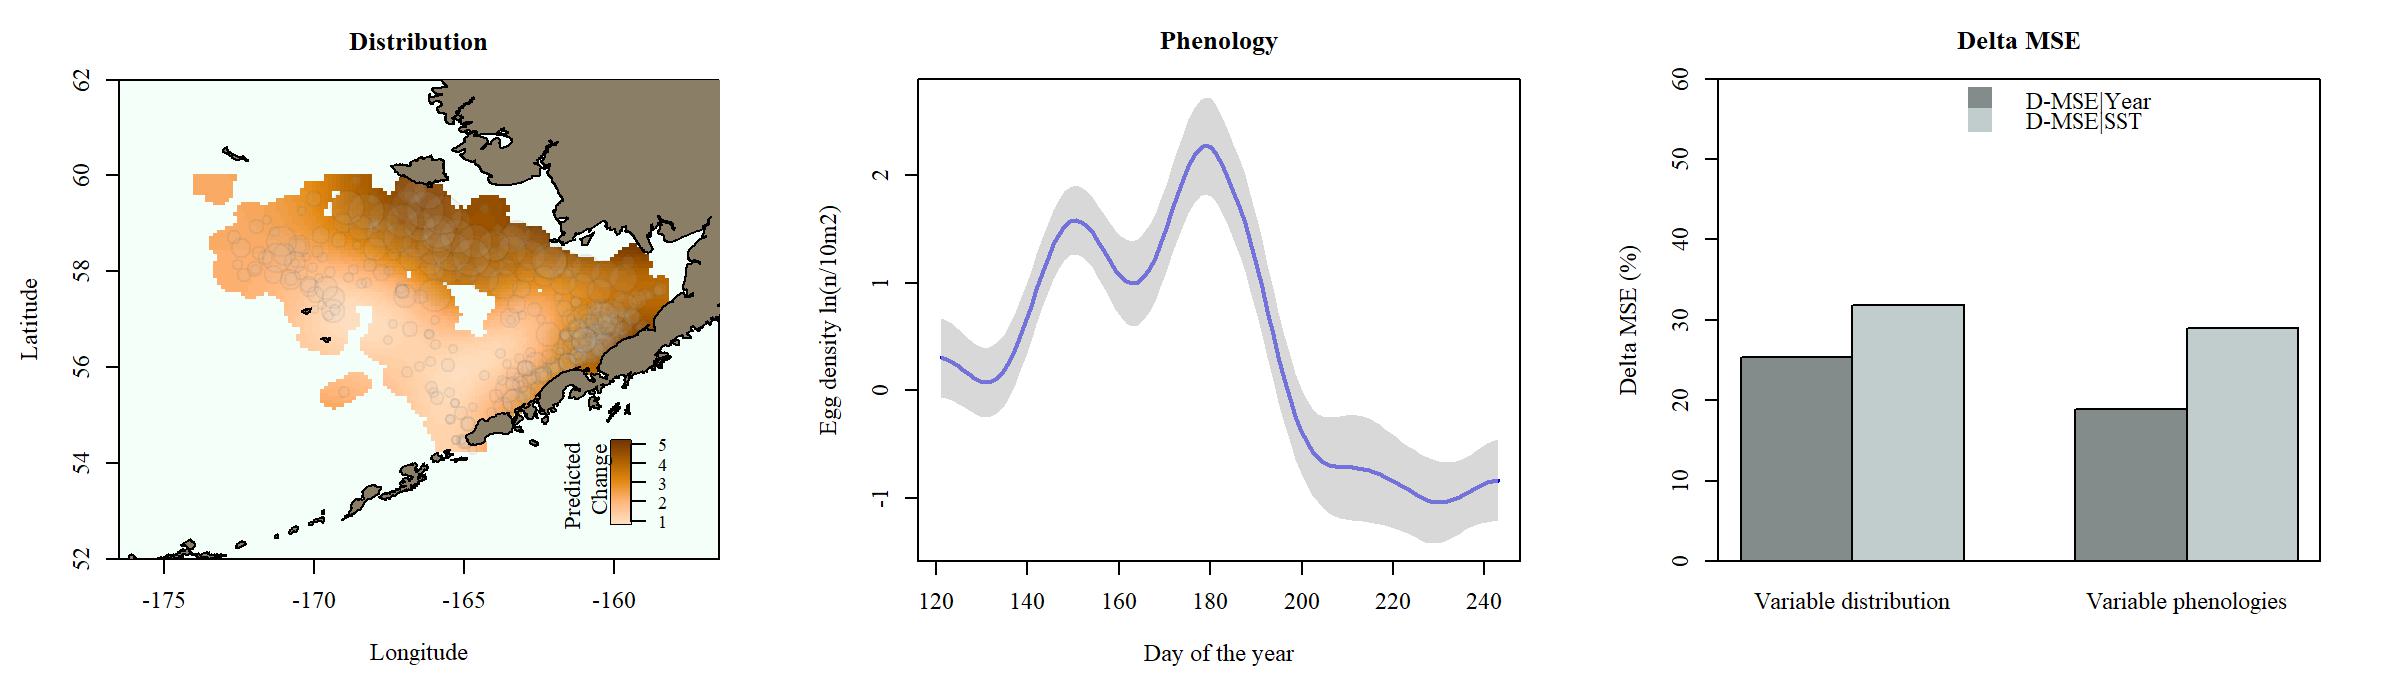 Distribution
62
60
58
56
54
52
Latitude
-175
-170
-165
-160
Longitude
Predicted
Change
5
4
3
2
1
Phenology
2
1
0
-1
Egg density ln(n/10m2)
120
140
160
180
200
220
240
Day of the year
Delta MSE
60
50
40
30
20
10
0
Delta MSE (%)
D-MSE|Year
D-MSE|SST
Variable distribution
Variable phenologies